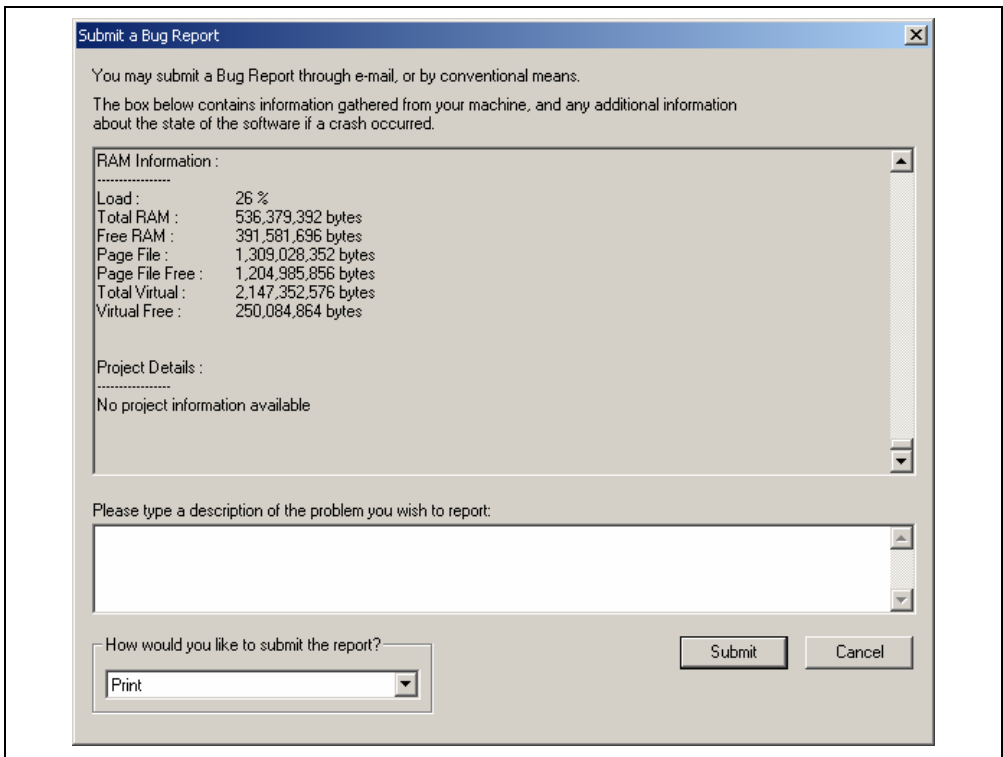 Submit a Bug Report
You may submit a Bug Report through e-mail, or by conventional means.
The box below contains information gathered from your machine, and any additional information
about the state of the software if a crash occurred.
RAM Information :
-----------------
Load : 26 %
Total RAM : 536,379,392 bytes
Free RAM : 391,581,696 bytes
Page File : 1,309,028,352 bytes
Page File Free : 1,204,985,856 bytes
Total Virtual : 2,147,352,576 bytes
Virtual Free : 250,084,864 bytes
Project Details :
-----------------
No project information available
Please type a description of the problem you wish to report:
How would you like to submit the report?
Print
Submit
Cancel